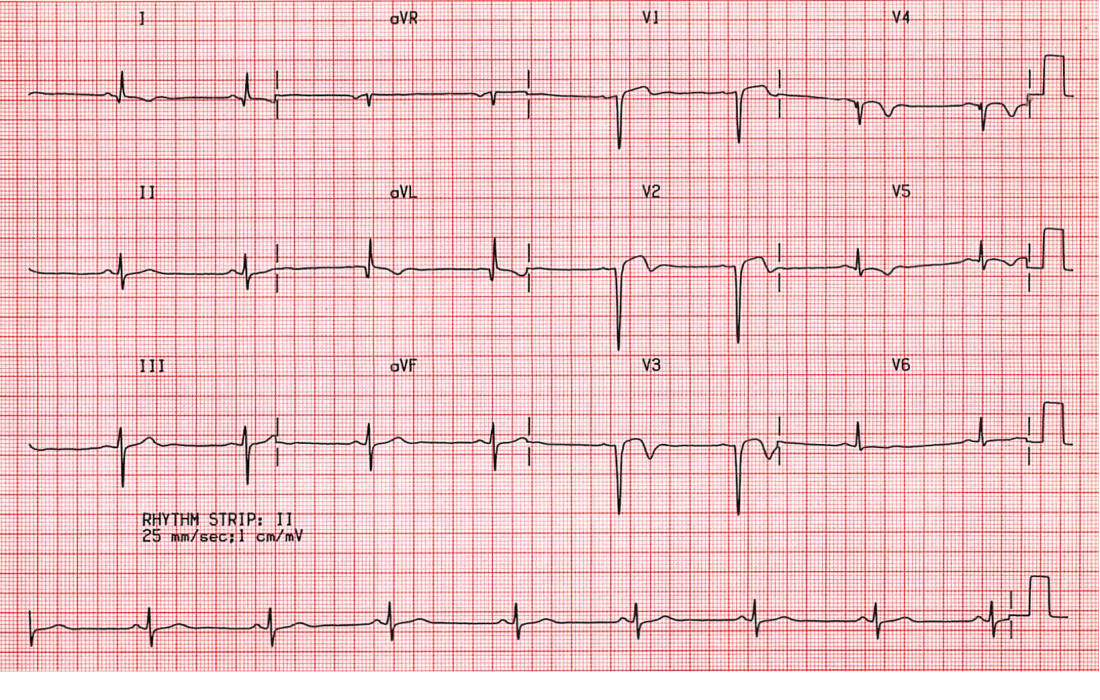 I aVR V1 V4
II aVL V2 V5
III aVF V3 V6
RHYTHM STRIP: II
25 mm/sec;1 cm/mV